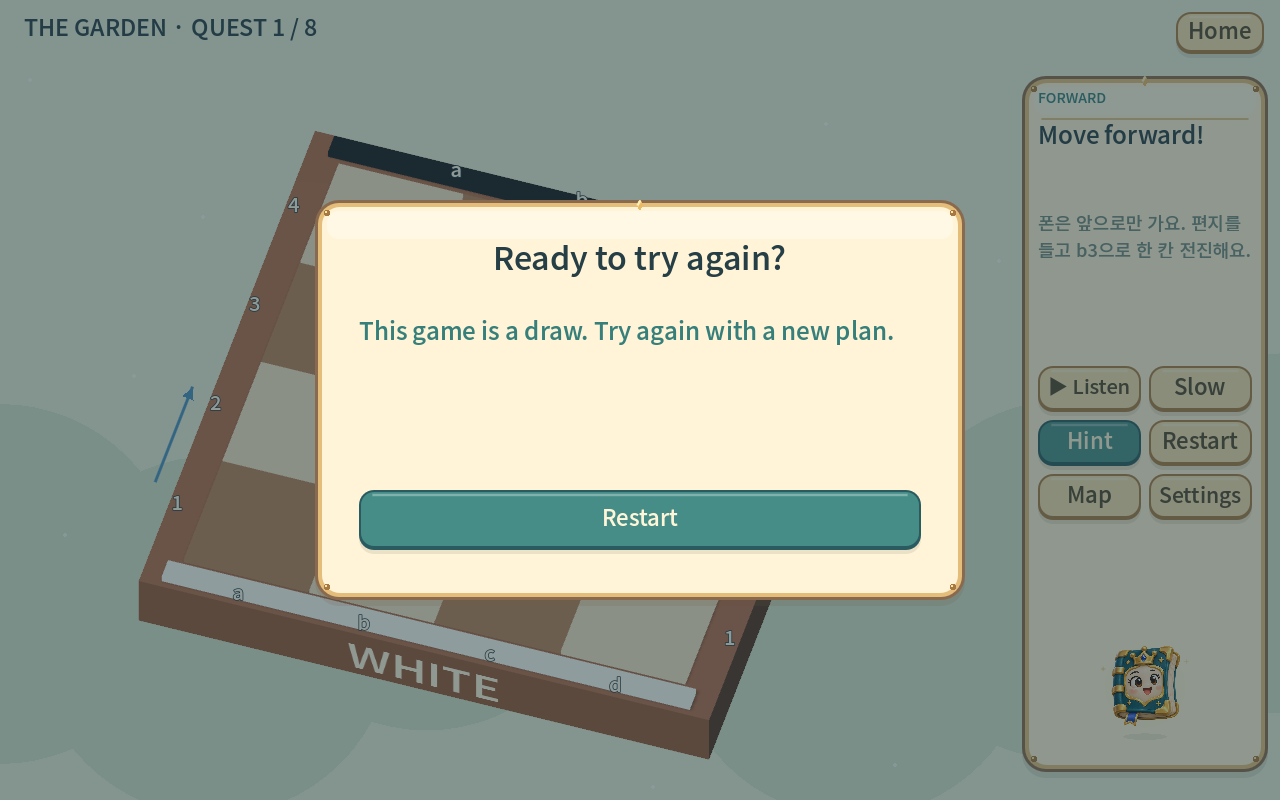 THE GARDEN · QUEST 1 / 8
Home
FORWARD
Move forward!
폰은 앞으로만 가요. 편지를
들고 b3으로 한 칸 전진해요.
▶ Listen
Slow
Hint
Restart
Map
Settings
a
b
4
3
2
1
Ready to try again?
This game is a draw. Try again with a new plan.
Restart
a
b
c
d
1
WHITE